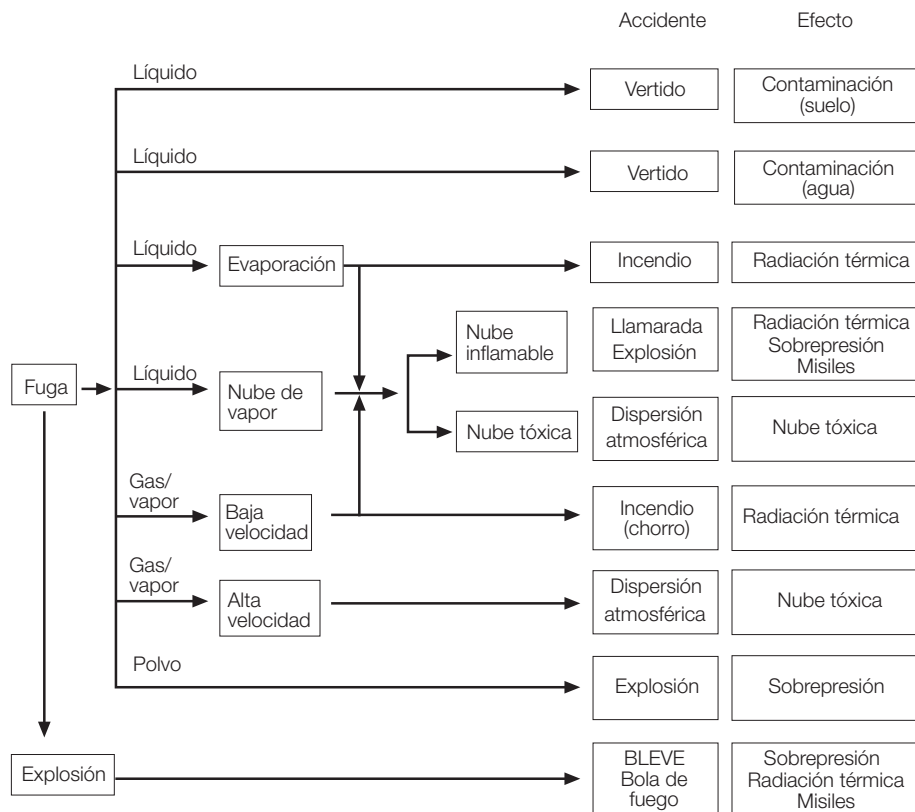 Accidente
Efecto
Líquido
Vertido
Contaminación
(suelo)
Líquido
Vertido
Contaminación
(agua)
Líquido
Evaporación
Incendio
Radiación térmica
Nube
inflamable
Llamarada
Explosión
Radiación térmica
Sobrepresión
Misiles
Fuga
Líquido
Nube de
vapor
Nube tóxica
Dispersión
atmosférica
Nube tóxica
Gas/
vapor
Baja
velocidad
Incendio
(chorro)
Radiación térmica
Gas/
vapor
Alta
velocidad
Dispersión
atmosférica
Nube tóxica
Polvo
Explosión
Sobrepresión
Explosión
BLEVE
Bola de
fuego
Sobrepresión
Radiación térmica
Misiles